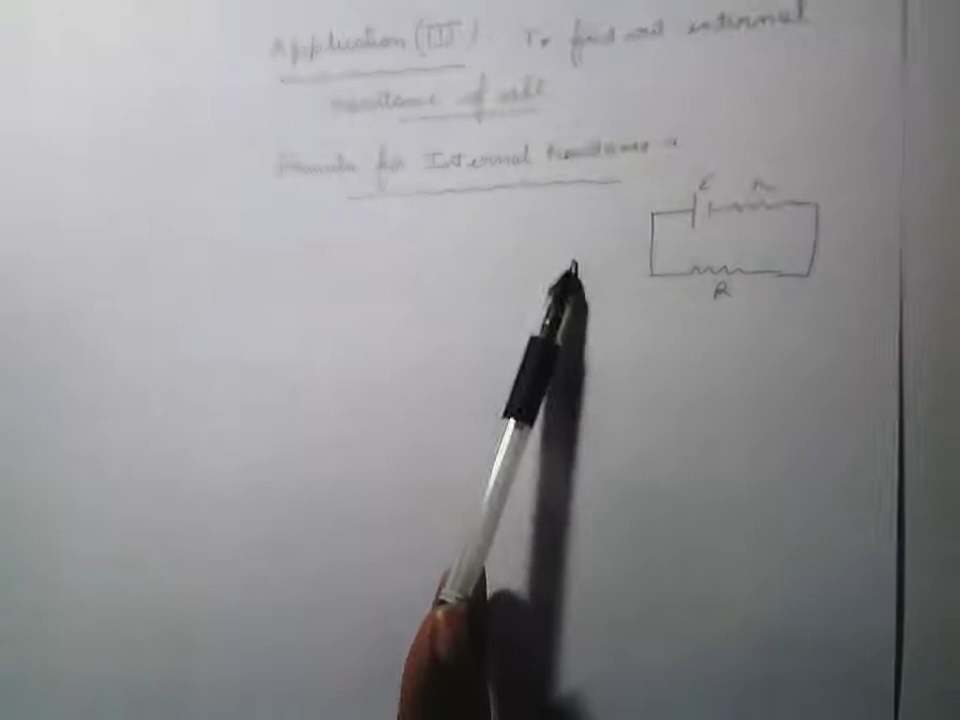 Application (III). To find out internal
resistance of cell
Formula for Internal Resistance →
E r
R